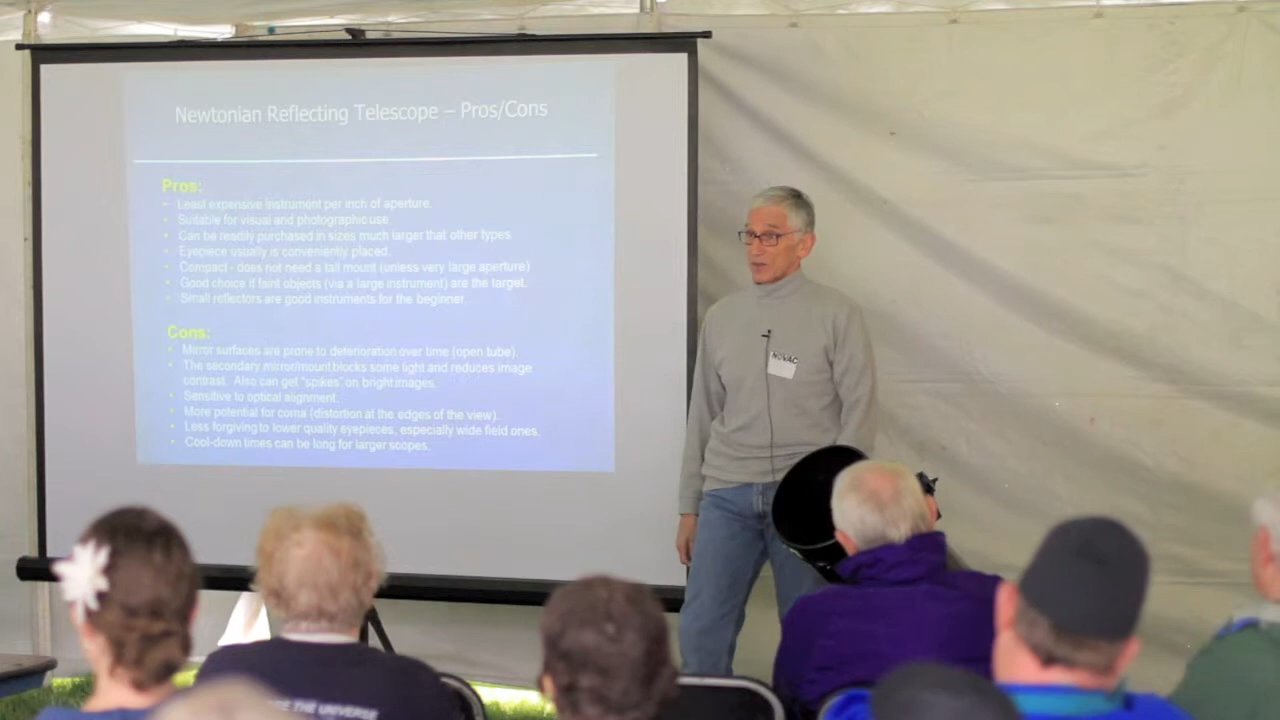 Newtonian Reflecting Telescope – Pros/Cons
Pros:
Least expensive instrument per inch of aperture.
Suitable for visual and photographic use.
Can be readily purchased in sizes much larger that other types.
Eyepiece usually is conveniently placed.
Compact - does not need a tall mount (unless very large aperture)
Good choice if faint objects (via a large instrument) are the target.
Small reflectors are good instruments for the beginner.
Cons:
Mirror surfaces are prone to deterioration over time (open tube).
The secondary mirror/mount blocks some light and reduces image
contrast. Also can get "spikes" on bright images.
Sensitive to optical alignment.
More potential for coma (distortion at the edges of the view).
Less forgiving to lower quality eyepieces, especially wide field ones.
Cool-down times can be long for larger scopes.
NOVAC
THE UNIVERSE